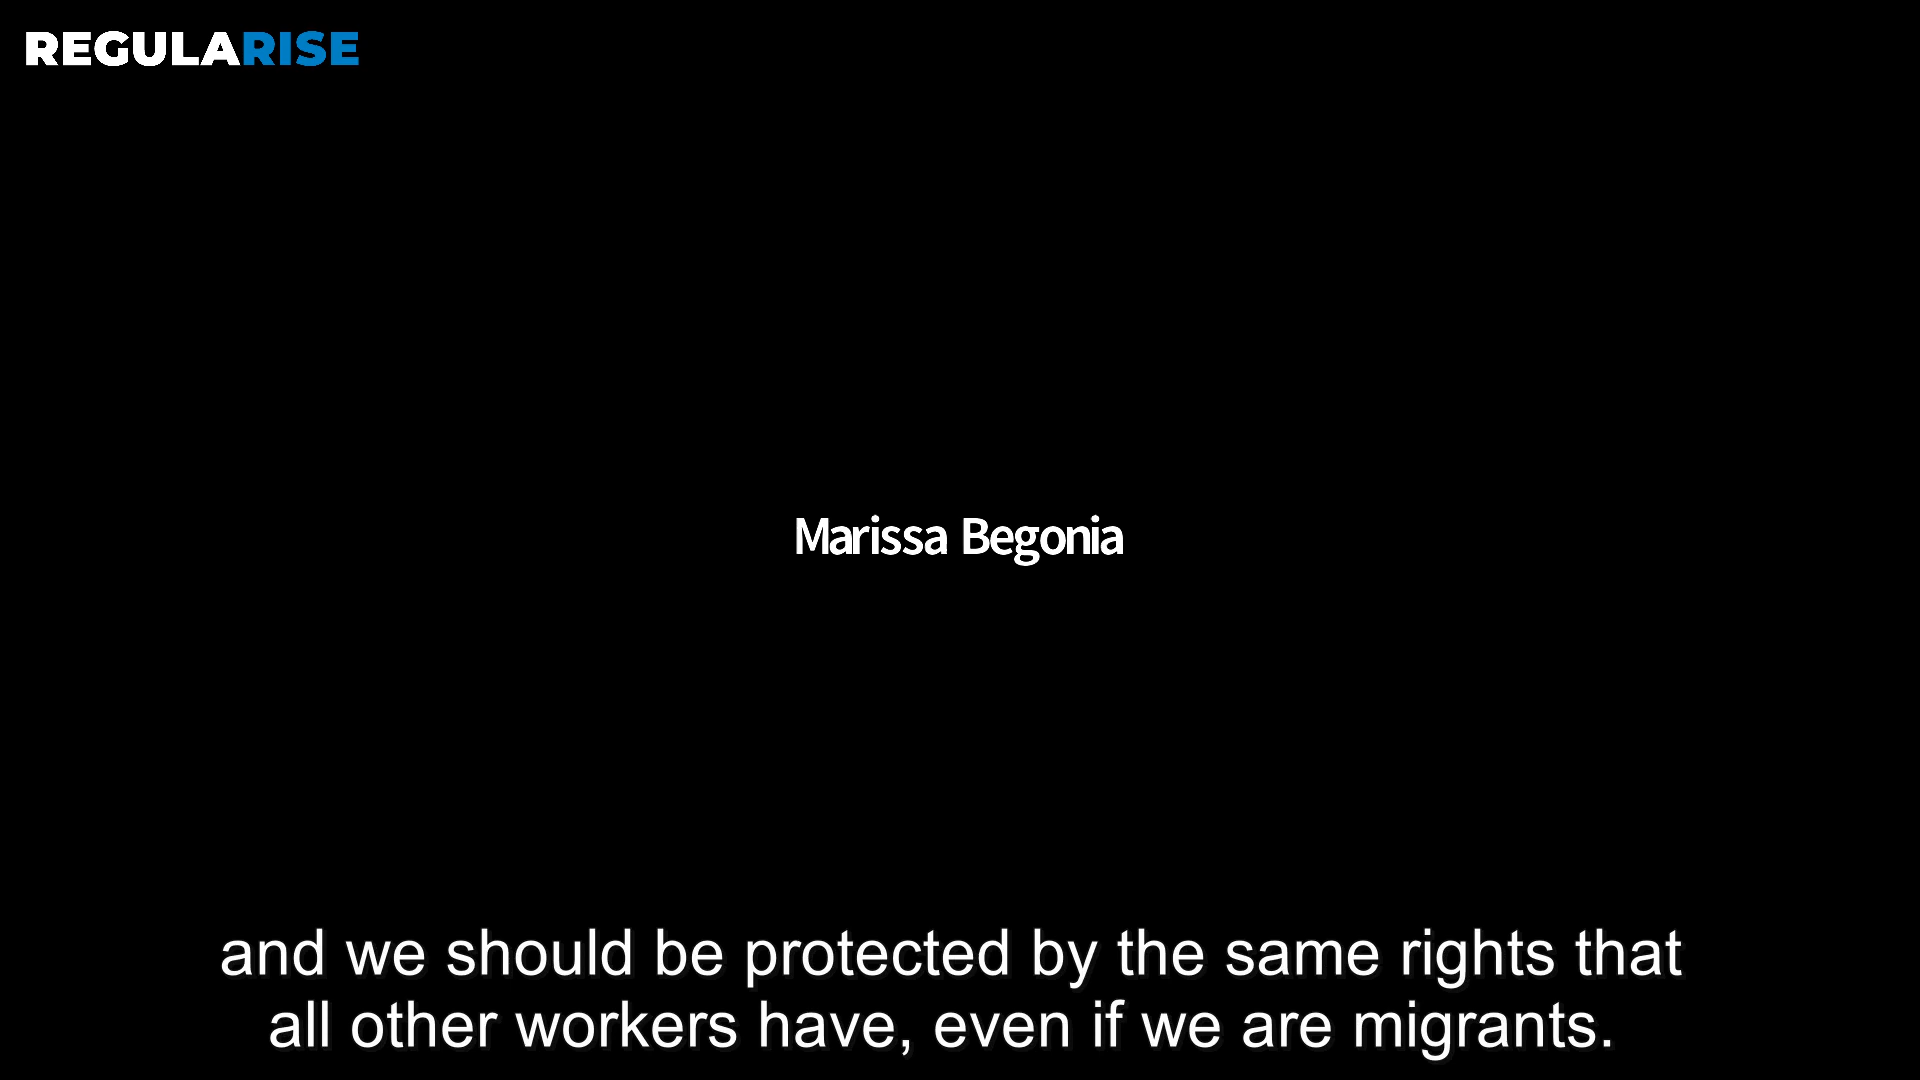 REGULARISE
Marissa Begonia
and we should be protected by the same rights that
all other workers have, even if we are migrants.